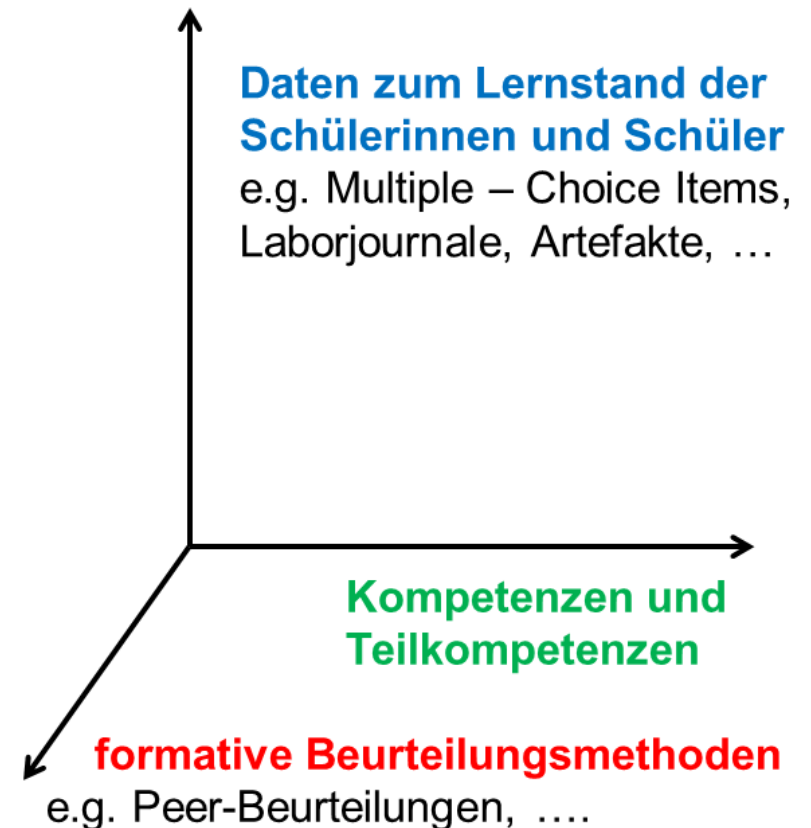 Daten zum Lernstand der
Schülerinnen und Schüler
e.g. Multiple – Choice Items,
Laborjournale, Artefakte, …
Kompetenzen und
Teilkompetenzen
formative Beurteilungsmethoden
e.g. Peer-Beurteilungen, ....